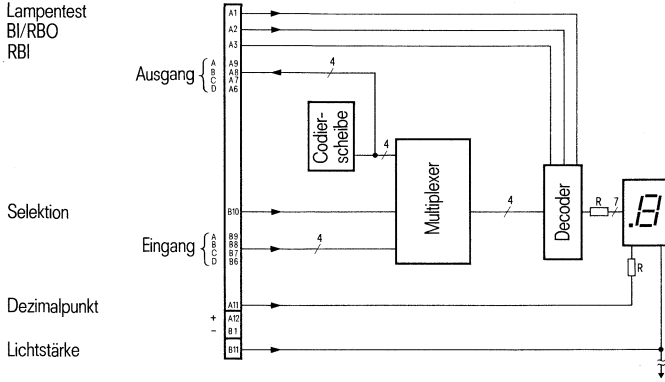 Lampentest A1
BI/RBO A2
RBI A3
Ausgang A A9
B A8
C A7
D A6
4
Codier-
scheibe
4
Multiplexer
Selektion B10
4
Decoder
R 7
.8
Eingang A B9
B B8
C B7
D B6
4
R
Dezimalpunkt A11
+ A12
– B1
Lichtstärke B11